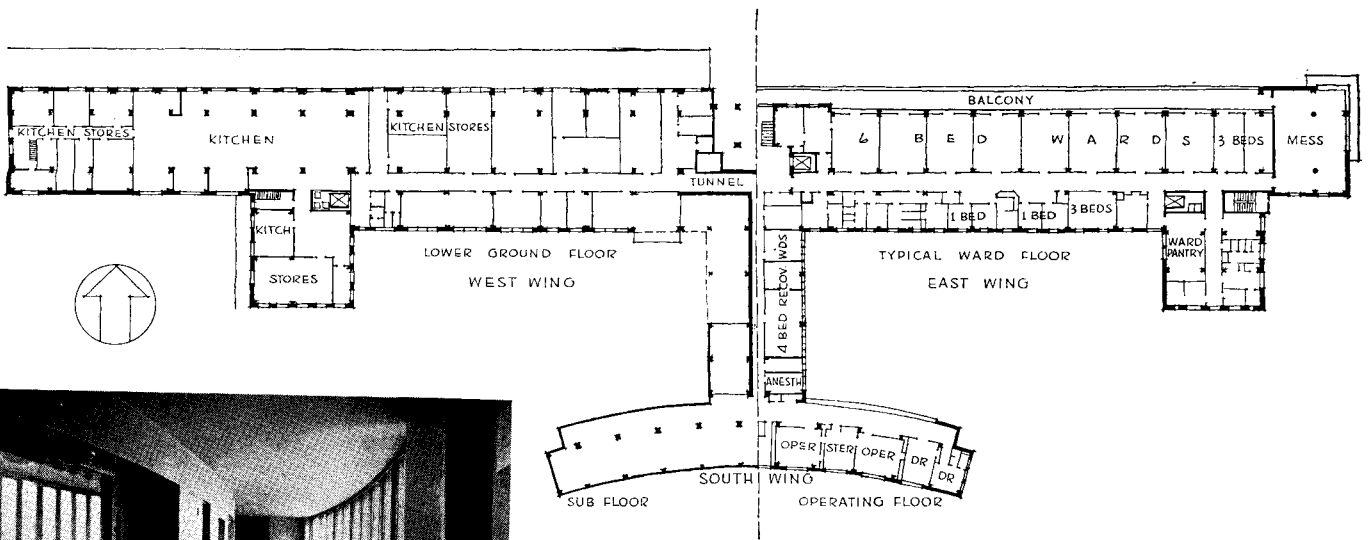 BALCONY
KITCHEN STORES
KITCHEN
KITCHEN STORES
6 BED WARDS
3 BEDS
MESS
TUNNEL
1 BED
1 BED
3 BEDS
KITCH
STORES
LOWER GROUND FLOOR
WEST WING
4 BED RECOV. WDS
TYPICAL WARD FLOOR
EAST WING
WARD
PANTRY
ANESTH
OPER
STER
OPER
DR
DR
SOUTH WING
SUB FLOOR
OPERATING FLOOR